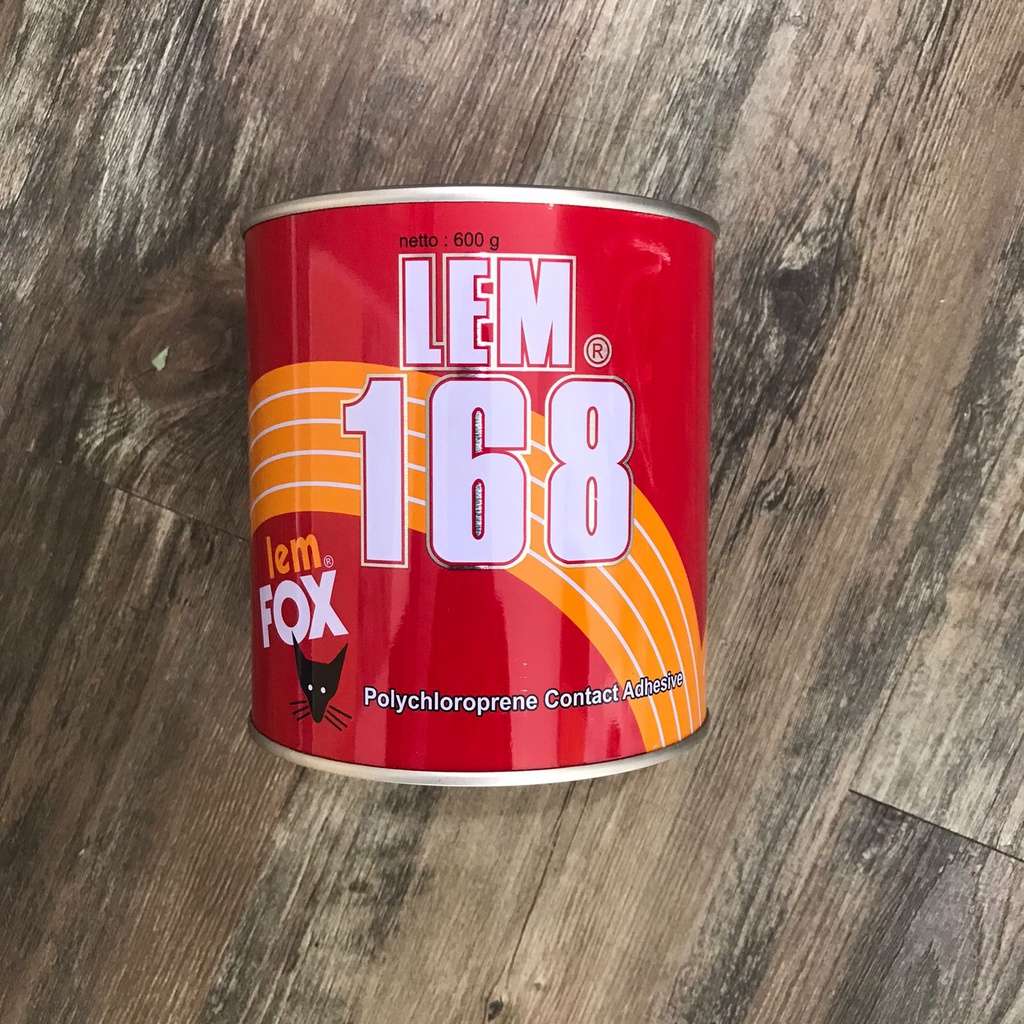 netto : 600 g
LEM ®
168
lem ®
FOX
Polychloroprene Contact Adhesive